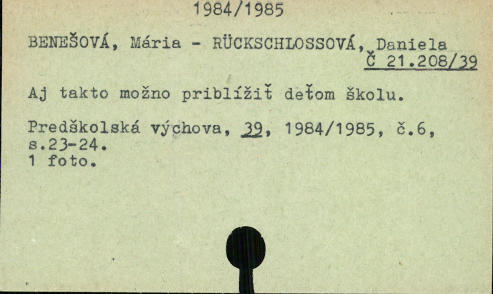 1984/1985
BENEŠOVÁ, Mária - RÜCKSCHLOSSOVÁ, Daniela
Č 21.208/39
Aj takto možno priblížiť deťom školu.
Predškolská výchova, 39, 1984/1985, č.6,
s.23-24.
1 foto.